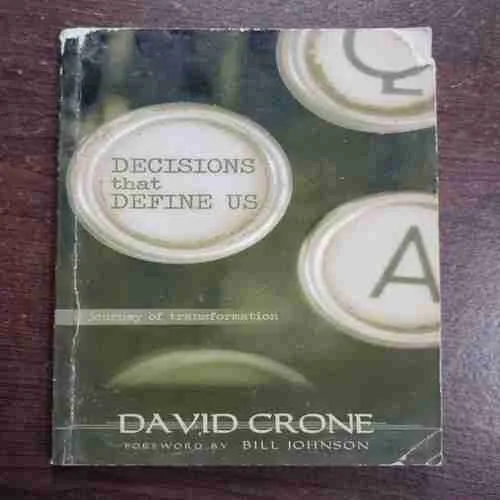 Q
DECISIONS
that
DEFINE US
A
Journey of transformation
DAVID CRONE
FOREWORD BY BILL JOHNSON